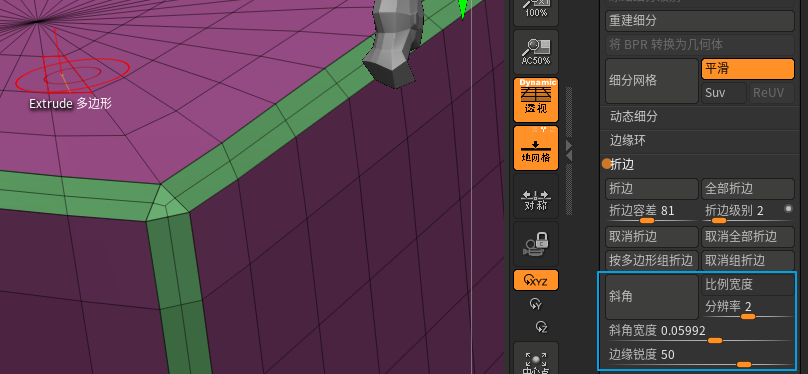 Extrude 多边形
100%
AC50%
Dynamic
透视
地网格
对称
XYZ
Y
Z
中心点
重建细分
将 BPR 转换为几何体
细分网格
平滑
Suv
ReUV
动态细分
边缘环
折边
折边
全部折边
折边容差 81
折边级别 2
取消折边
取消全部折边
按多边形组折边
取消组折边
斜角
比例宽度
分辨率 2
斜角宽度 0.05992
边缘锐度 50